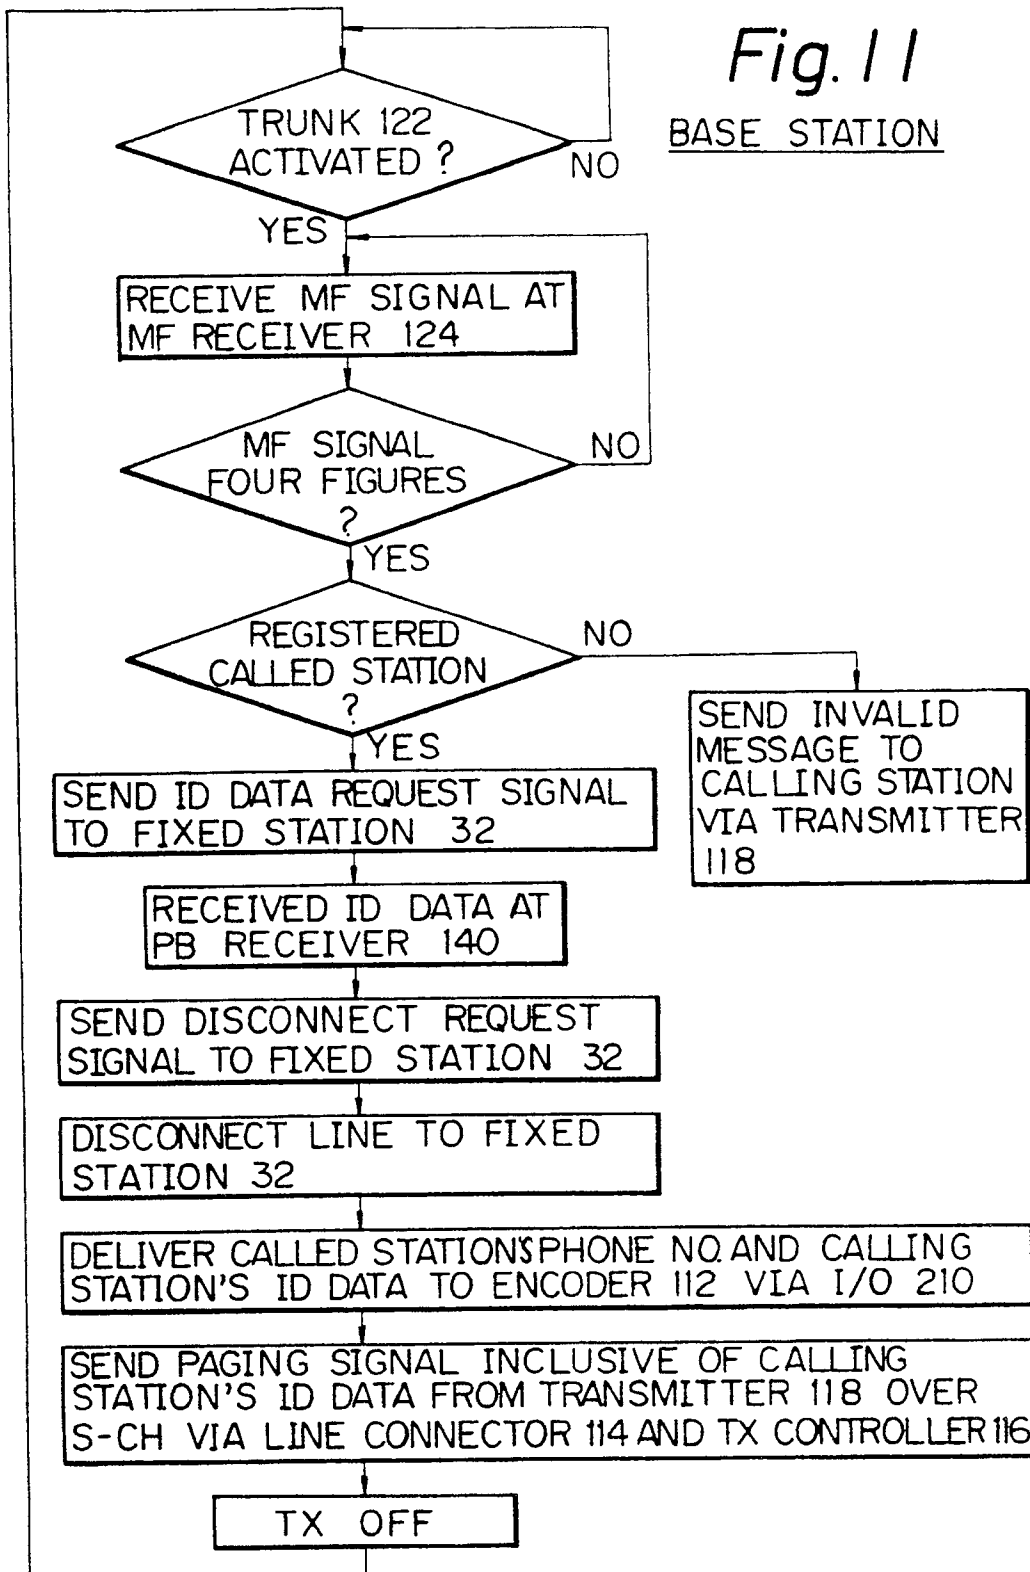 Fig. 11
BASE STATION
TRUNK 122
ACTIVATED ?
NO
YES
RECEIVE MF SIGNAL AT
MF RECEIVER 124
MF SIGNAL
FOUR FIGURES
?
NO
YES
REGISTERED
CALLED STATION
?
NO
YES
SEND INVALID
MESSAGE TO
CALLING STATION
VIA TRANSMITTER
118
SEND ID DATA REQUEST SIGNAL
TO FIXED STATION 32
RECEIVED ID DATA AT
PB RECEIVER 140
SEND DISCONNECT REQUEST
SIGNAL TO FIXED STATION 32
DISCONNECT LINE TO FIXED
STATION 32
DELIVER CALLED STATION'S PHONE NO. AND CALLING
STATION'S ID DATA TO ENCODER 112 VIA I/O 210
SEND PAGING SIGNAL INCLUSIVE OF CALLING
STATION'S ID DATA FROM TRANSMITTER 118 OVER
S-CH VIA LINE CONNECTOR 114 AND TX CONTROLLER 116
TX OFF